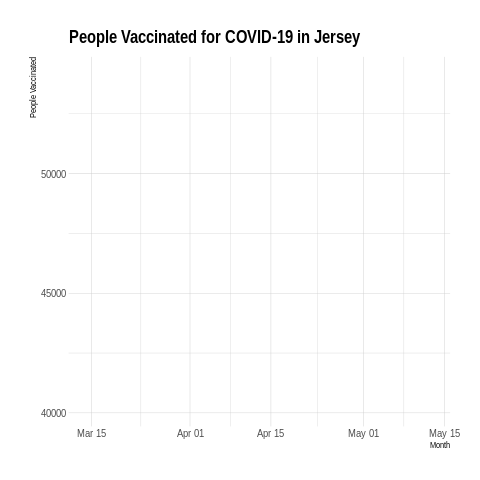 People Vaccinated for COVID-19 in Jersey
People Vaccinated
50000
45000
40000
Mar 15 Apr 01 Apr 15 May 01 May 15
Month